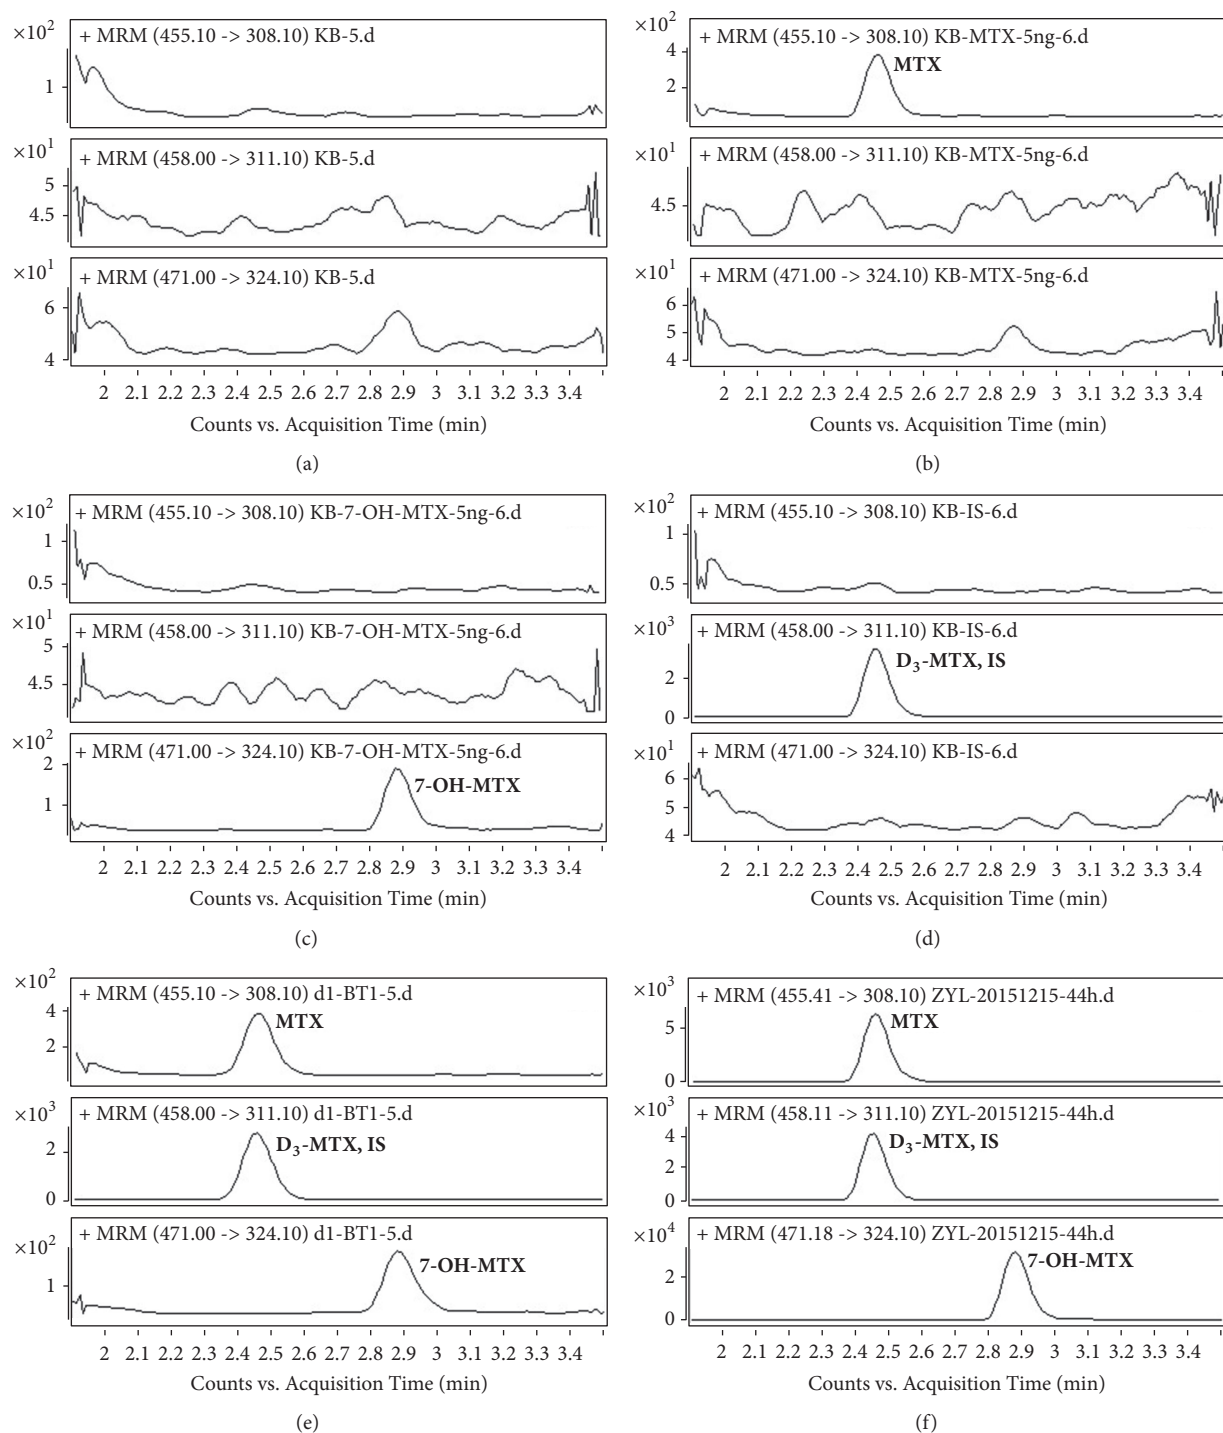 ×10²
+ MRM (455.10 -> 308.10) KB-5.d
1
×10¹
+ MRM (458.00 -> 311.10) KB-5.d
5
4.5
×10¹
+ MRM (471.00 -> 324.10) KB-5.d
6
4
2 2.1 2.2 2.3 2.4 2.5 2.6 2.7 2.8 2.9 3 3.1 3.2 3.3 3.4
Counts vs. Acquisition Time (min)
(a)
×10²
+ MRM (455.10 -> 308.10) KB-MTX-5ng-6.d
4
MTX
2
×10¹
+ MRM (458.00 -> 311.10) KB-MTX-5ng-6.d
4.5
×10¹
+ MRM (471.00 -> 324.10) KB-MTX-5ng-6.d
6
5
4
2 2.1 2.2 2.3 2.4 2.5 2.6 2.7 2.8 2.9 3 3.1 3.2 3.3 3.4
Counts vs. Acquisition Time (min)
(b)
×10²
+ MRM (455.10 -> 308.10) KB-7-OH-MTX-5ng-6.d
1
0.5
×10¹
+ MRM (458.00 -> 311.10) KB-7-OH-MTX-5ng-6.d
5
4.5
×10²
+ MRM (471.00 -> 324.10) KB-7-OH-MTX-5ng-6.d
2
7-OH-MTX
1
2 2.1 2.2 2.3 2.4 2.5 2.6 2.7 2.8 2.9 3 3.1 3.2 3.3 3.4
Counts vs. Acquisition Time (min)
(c)
×10²
+ MRM (455.10 -> 308.10) KB-IS-6.d
1
0.5
×10³
+ MRM (458.00 -> 311.10) KB-IS-6.d
D₃-MTX, IS
2
0
×10¹
+ MRM (471.00 -> 324.10) KB-IS-6.d
6
5
4
2 2.1 2.2 2.3 2.4 2.5 2.6 2.7 2.8 2.9 3 3.1 3.2 3.3 3.4
Counts vs. Acquisition Time (min)
(d)
×10²
+ MRM (455.10 -> 308.10) d1-BT1-5.d
4
MTX
2
×10³
+ MRM (458.00 -> 311.10) d1-BT1-5.d
D₃-MTX, IS
2
0
×10²
+ MRM (471.00 -> 324.10) d1-BT1-5.d
7-OH-MTX
1
2 2.1 2.2 2.3 2.4 2.5 2.6 2.7 2.8 2.9 3 3.1 3.2 3.3 3.4
Counts vs. Acquisition Time (min)
(e)
×10³
+ MRM (455.41 -> 308.10) ZYL-20151215-44h.d
MTX
5
0
×10³
+ MRM (458.11 -> 311.10) ZYL-20151215-44h.d
D₃-MTX, IS
4
2
0
×10⁴
+ MRM (471.18 -> 324.10) ZYL-20151215-44h.d
7-OH-MTX
2
0
2 2.1 2.2 2.3 2.4 2.5 2.6 2.7 2.8 2.9 3 3.1 3.2 3.3 3.4
Counts vs. Acquisition Time (min)
(f)